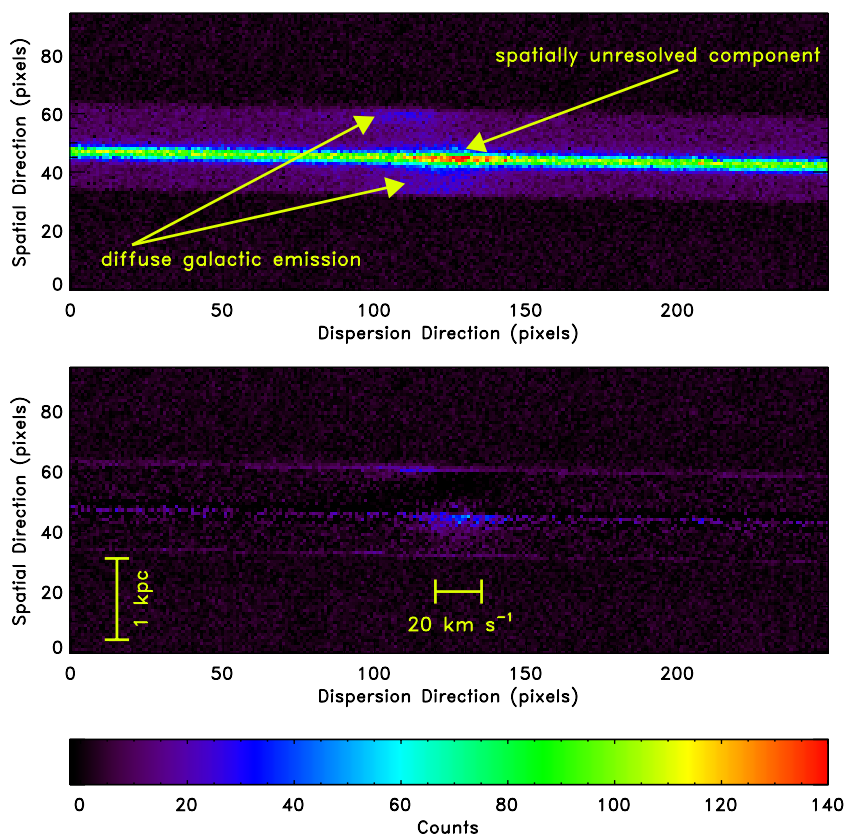 Spatial Direction (pixels)
80
60
40
20
0
spatially unresolved component
diffuse galactic emission
0 50 100 150 200
Dispersion Direction (pixels)
Spatial Direction (pixels)
80
60
40
20
0
1 kpc
20 km s⁻¹
0 50 100 150 200
Dispersion Direction (pixels)
0 20 40 60 80 100 120 140
Counts